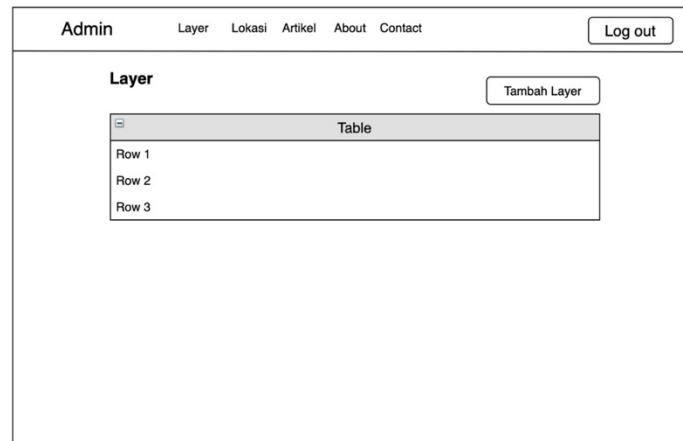 Admin Layer Lokasi Artikel About Contact Log out
Layer
Tambah Layer
Table
Row 1
Row 2
Row 3